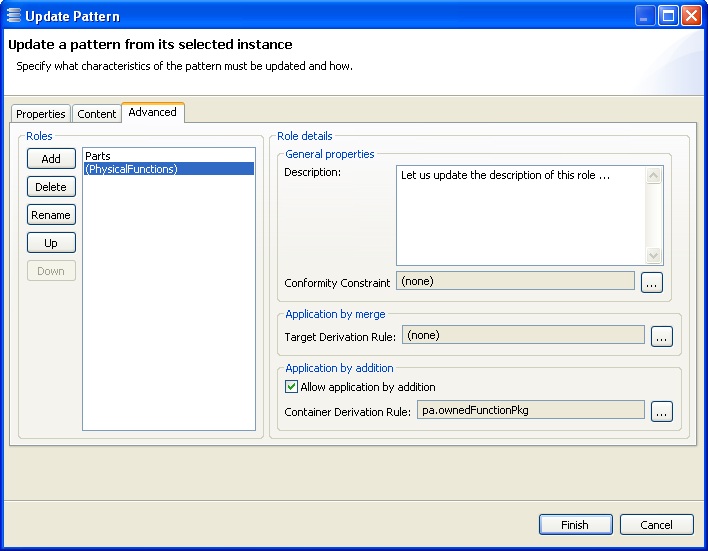 Update Pattern
Update a pattern from its selected instance
Specify what characteristics of the pattern must be updated and how.
Properties Content Advanced
Roles
Add
Delete
Rename
Up
Down
Parts
(PhysicalFunctions)
Role details
General properties
Description:
Let us update the description of this role ...
Conformity Constraint (none) ...
Application by merge
Target Derivation Rule: (none) ...
Application by addition
Allow application by addition
Container Derivation Rule: pa.ownedFunctionPkg ...
Finish Cancel